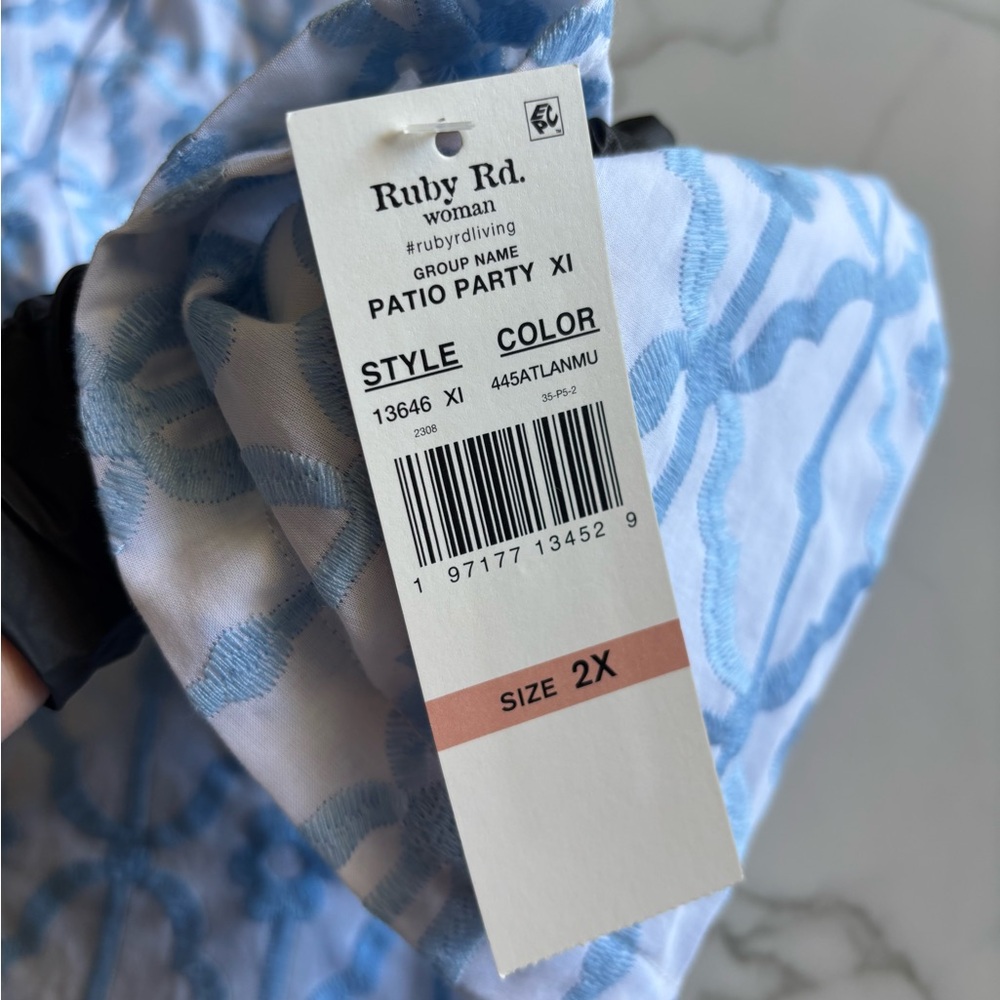 EPC
Ruby Rd.
woman
#rubyrdliving
GROUP NAME
PATIO PARTY XI
STYLE COLOR
13646 XI 445ATLANMU
2308 35-P5-2
1 97177 13452 9
SIZE 2X